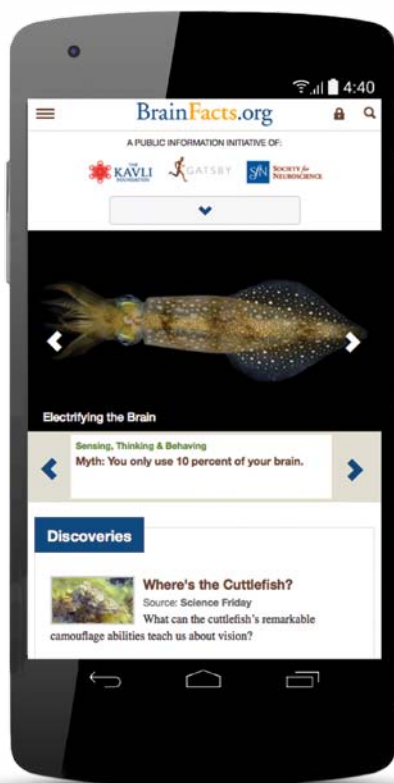 4:40
BrainFacts.org
A PUBLIC INFORMATION INITIATIVE OF:
THE
KAVLI
FOUNDATION
GATSBY
SfN
SOCIETY for
NEUROSCIENCE
Electrifying the Brain
Sensing, Thinking & Behaving
Myth: You only use 10 percent of your brain.
Discoveries
Where's the Cuttlefish?
Source: Science Friday
What can the cuttlefish's remarkable
camouflage abilities teach us about vision?